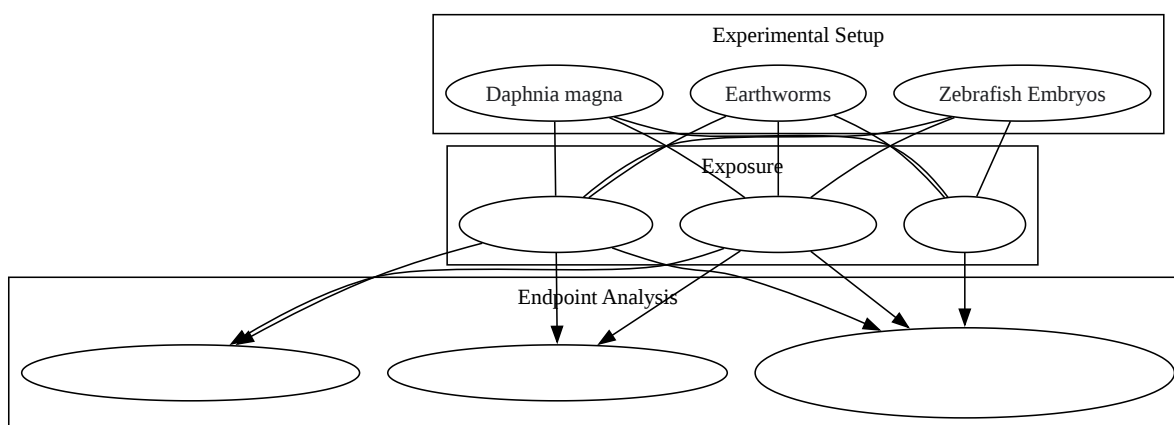 Experimental Setup
Daphnia magna
Earthworms
Zebrafish Embryos
Exposure
Endpoint Analysis